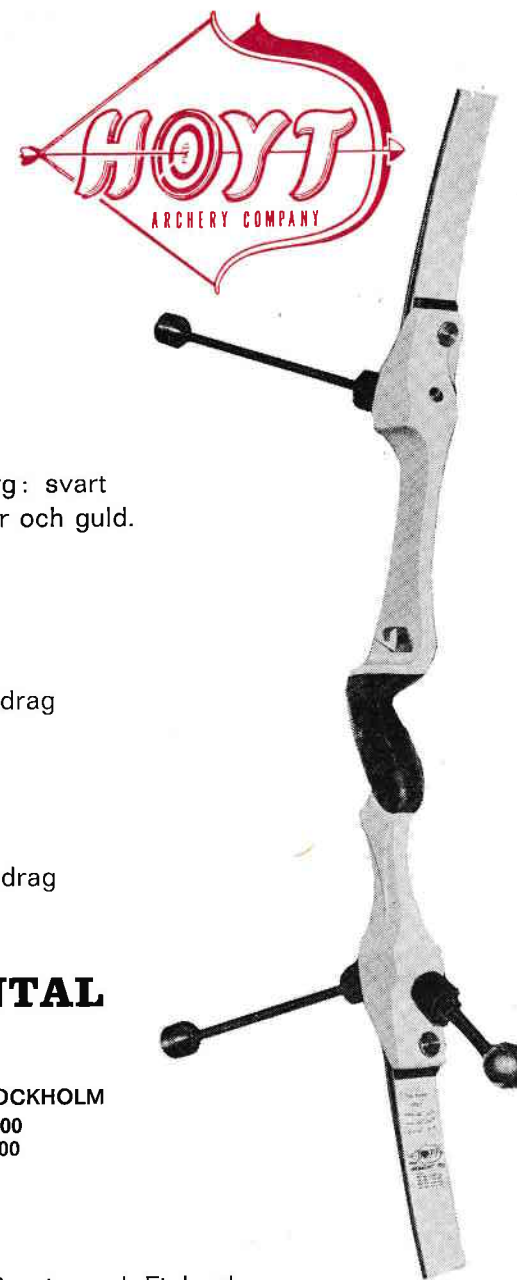 HOYT
ARCHERY COMPANY
rg: svart
r och guld.
drag
drag
NTAL
OCKHOLM
00
00